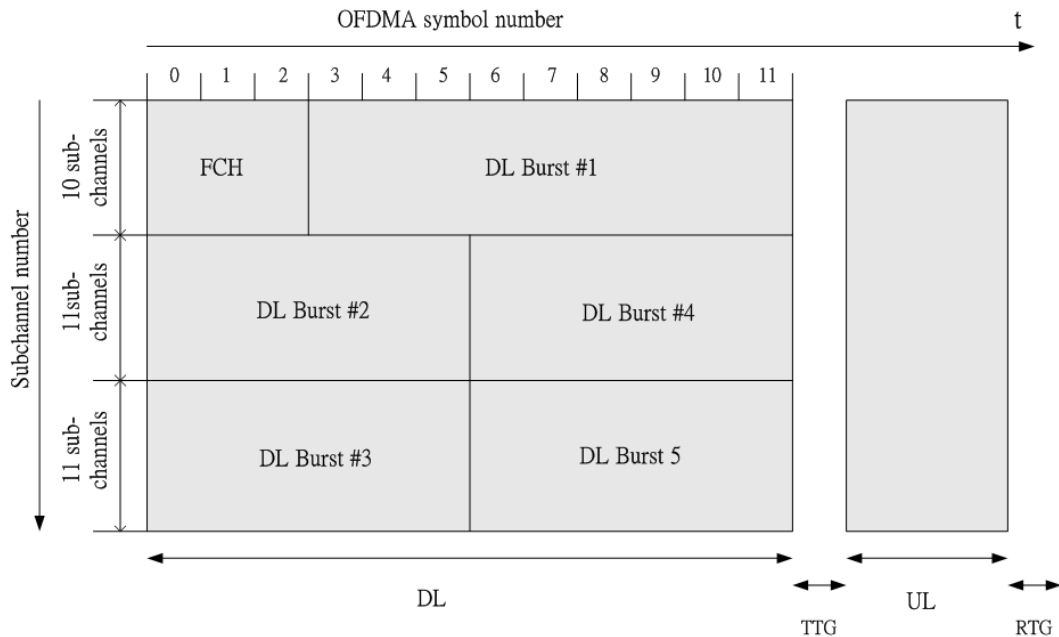 OFDMA symbol number
t
0 1 2 3 4 5 6 7 8 9 10 11
Subchannel number
10 sub-
channels
FCH
DL Burst #1
11sub-
channels
DL Burst #2
DL Burst #4
11 sub-
channels
DL Burst #3
DL Burst 5
DL
TTG
UL
RTG